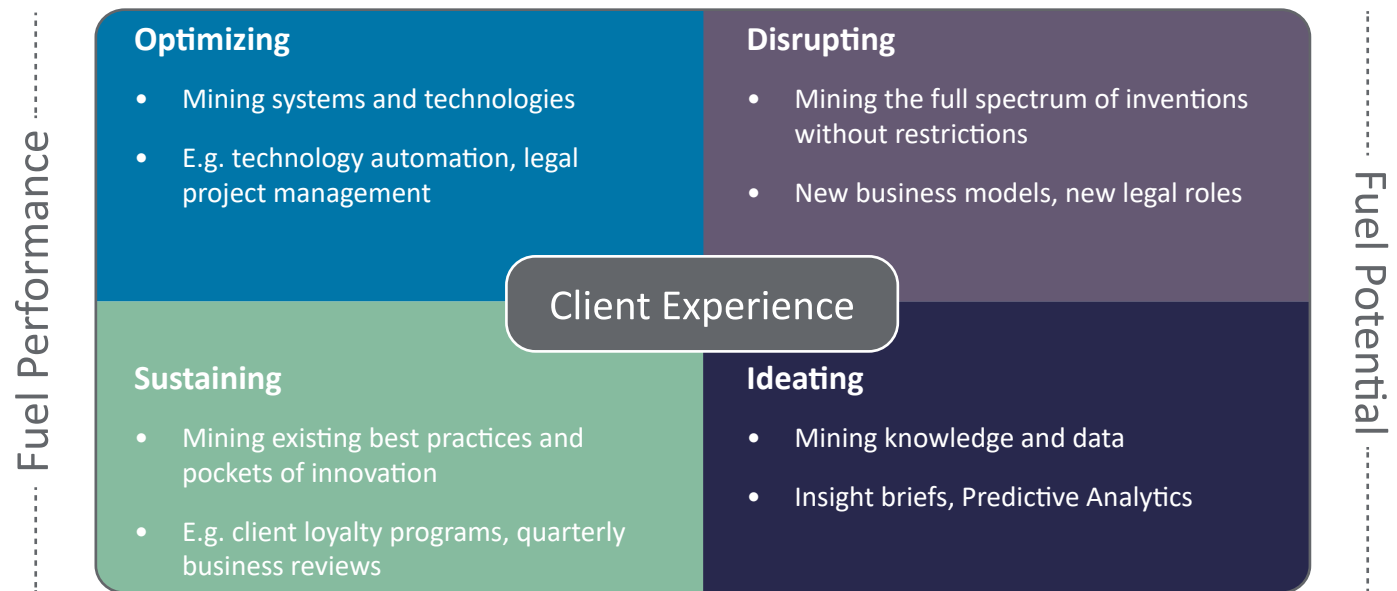 Fuel Performance
Optimizing
• Mining systems and technologies
• E.g. technology automation, legal
project management
Disrupting
• Mining the full spectrum of inventions
without restrictions
• New business models, new legal roles
Client Experience
Sustaining
• Mining existing best practices and
pockets of innovation
• E.g. client loyalty programs, quarterly
business reviews
Ideating
• Mining knowledge and data
• Insight briefs, Predictive Analytics
Fuel Potential